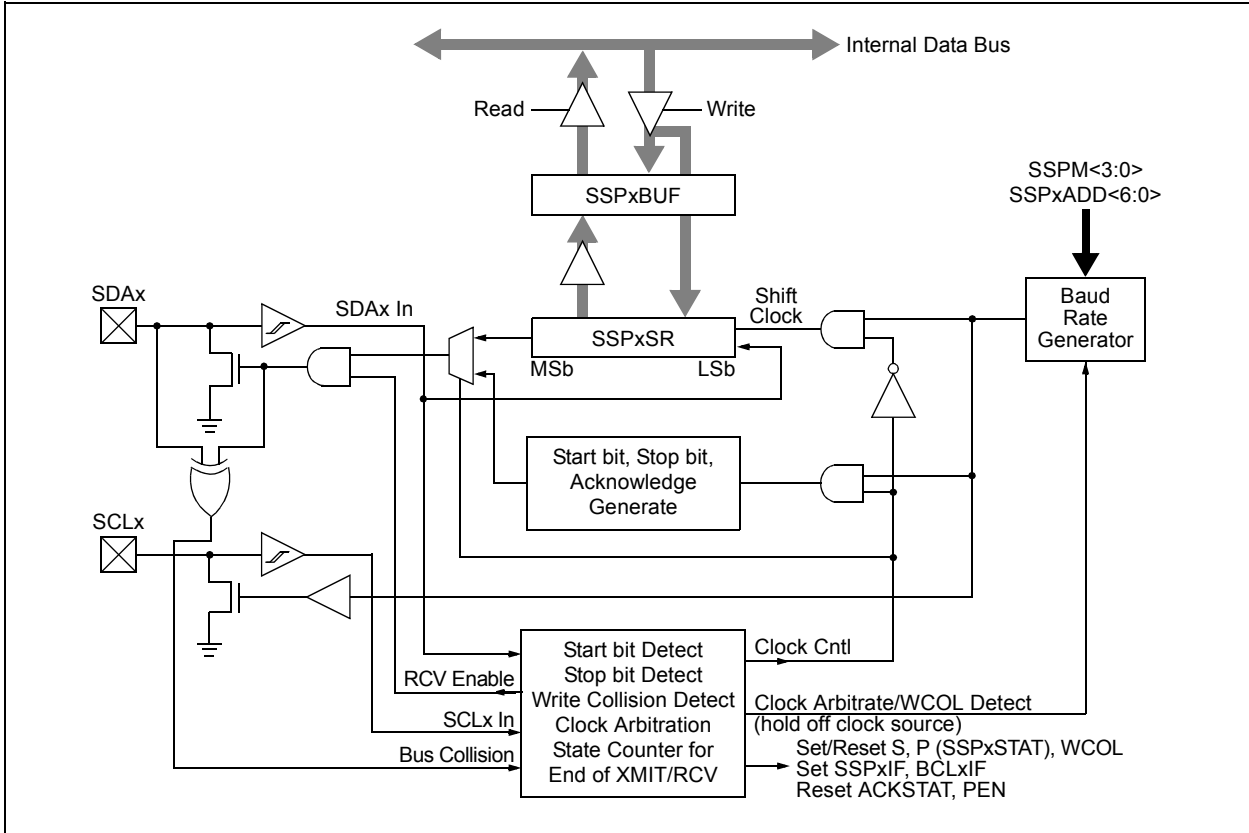 Internal Data Bus
Read
Write
SSPxBUF
SSPM<3:0>
SSPxADD<6:0>
SDAx
SDAx In
Shift
Clock
Baud
Rate
Generator
SSPxSR
MSb
LSb
Start bit, Stop bit,
Acknowledge
Generate
SCLx
Start bit Detect
Stop bit Detect
Write Collision Detect
Clock Arbitration
State Counter for
End of XMIT/RCV
RCV Enable
SCLx In
Bus Collision
Clock Cntl
Clock Arbitrate/WCOL Detect
(hold off clock source)
Set/Reset S, P (SSPxSTAT), WCOL
Set SSPxIF, BCLxIF
Reset ACKSTAT, PEN